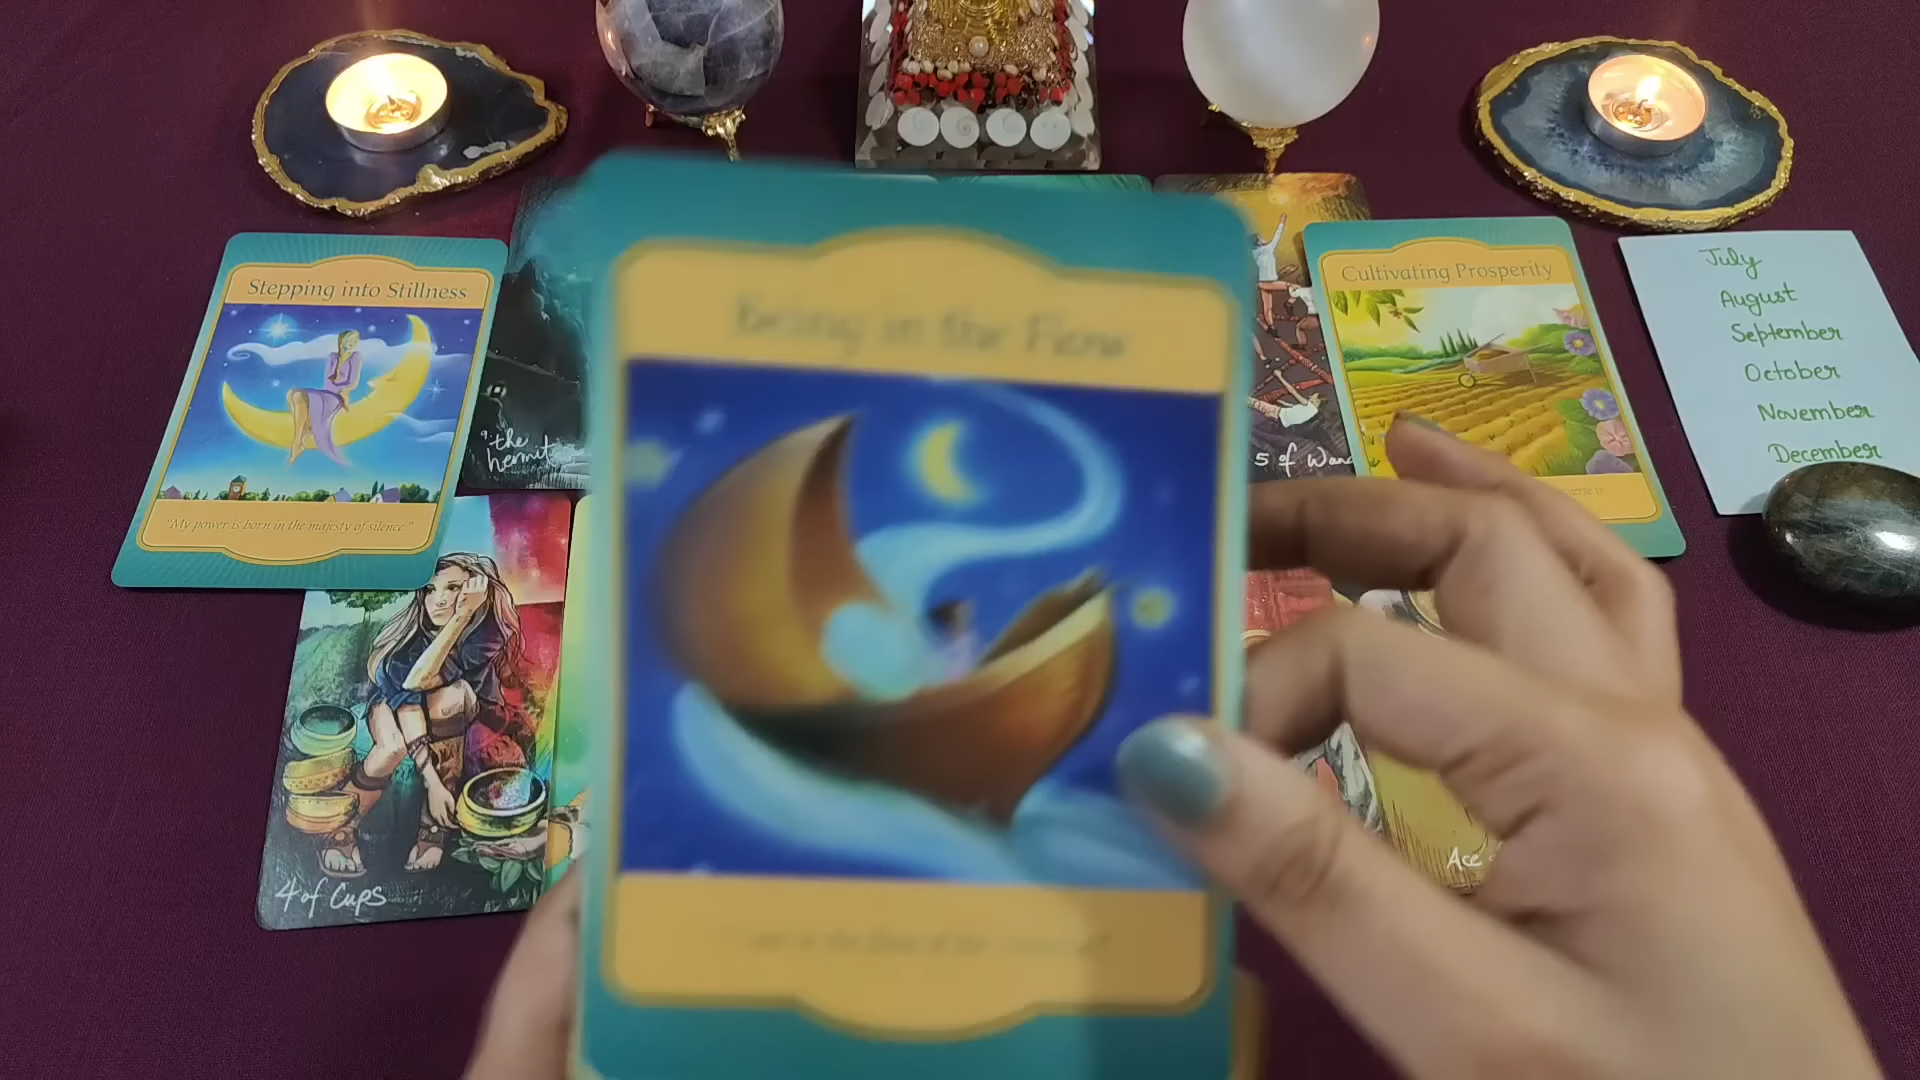 Stepping into Stillness
"My power is born in the majesty of silence"
"the
hermit
Being in the Flow
5 of Wand
Cultivating Prosperity
July
August
September
October
November
December
4 of Cups
Ace